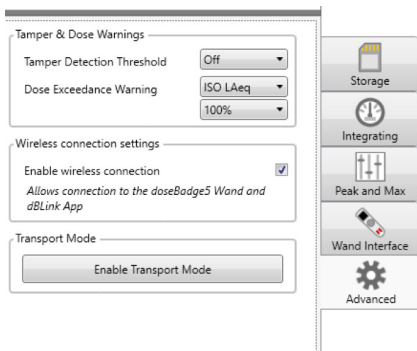 Tamper & Dose Warnings
Tamper Detection Threshold
Off
Dose Exceedance Warning
ISO LAeq
100%
Wireless connection settings
Enable wireless connection
Allows connection to the doseBadge5 Wand and
dBLink App
Transport Mode
Enable Transport Mode
Storage
Integrating
Peak and Max
Wand Interface
Advanced